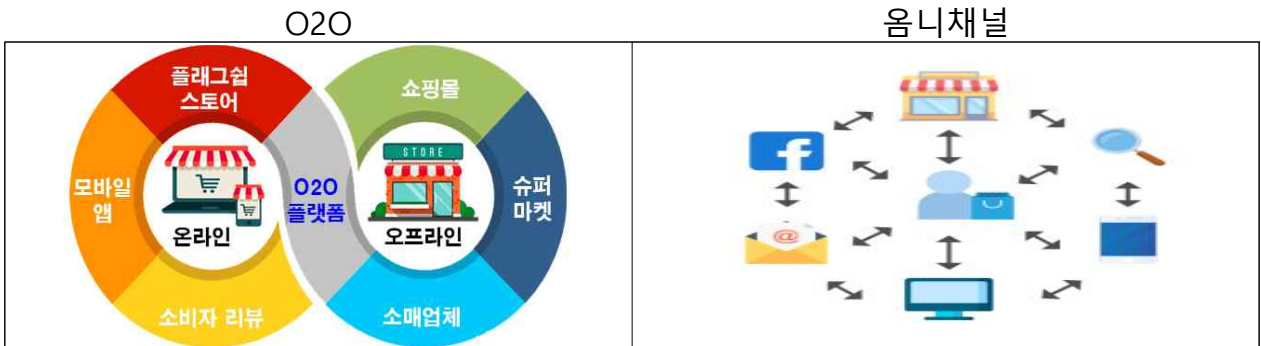 O2O
옴니채널
플래그쉽
스토어
쇼핑몰
모바일
앱
온라인
O2O
플랫폼
STORE
오프라인
슈퍼
마켓
소비자 리뷰
소매업체
f
@